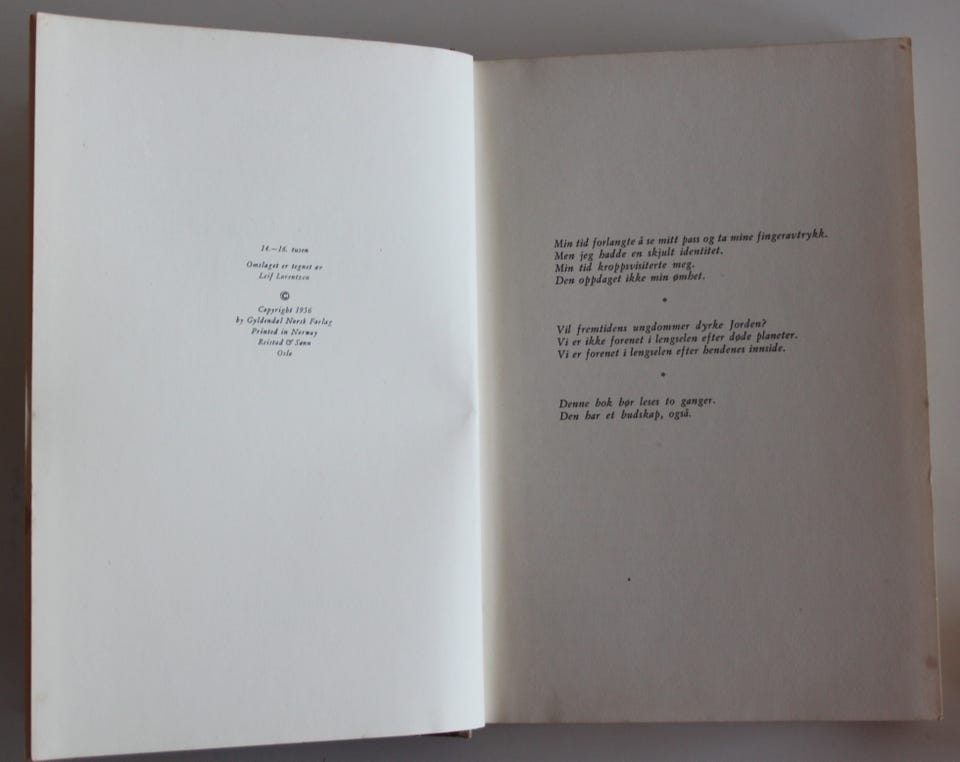 14.—16. tusen
Omslaget er tegnet av
Leif Lorentzen
©
Copyright 1956
by Gyldendal Norsk Forlag
Printed in Norway
Reistad & Sønn
Oslo
Min tid forlangte å se mitt pass og ta mine fingeravtrykk.
Men jeg hadde en skjult identitet.
Min tid kroppsvisiterte meg.
Den oppdaget ikke min ømhet.
*
Vil fremtidens ungdommer dyrke Jorden?
Vi er ikke forenet i lengselen efter døde planeter.
Vi er forenet i lengselen efter hendenes innside.
*
Denne bok bør leses to ganger.
Den har et budskap, også.